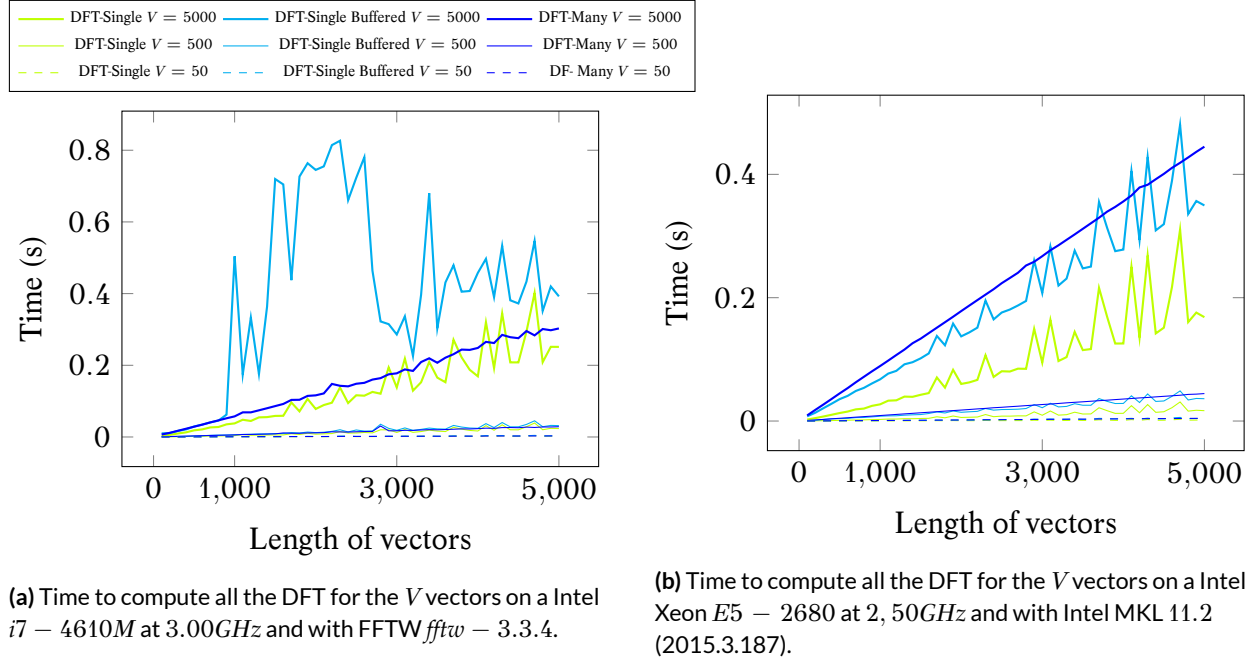 DFT-Single V = 5000 DFT-Single Buffered V = 5000 DFT-Many V = 5000
DFT-Single V = 500 DFT-Single Buffered V = 500 DFT-Many V = 500
DFT-Single V = 50 DFT-Single Buffered V = 50 DF- Many V = 50
0.8
0.6
0.4
0.2
0
Time (s)
0 1,000 3,000 5,000
Length of vectors
(a) Time to compute all the DFT for the V vectors on a Intel
i7 − 4610M at 3.00GHz and with FFTW fftw − 3.3.4.
0.4
0.2
0
Time (s)
0 1,000 3,000 5,000
Length of vectors
(b) Time to compute all the DFT for the V vectors on a Intel
Xeon E5 − 2680 at 2, 50GHz and with Intel MKL 11.2
(2015.3.187).